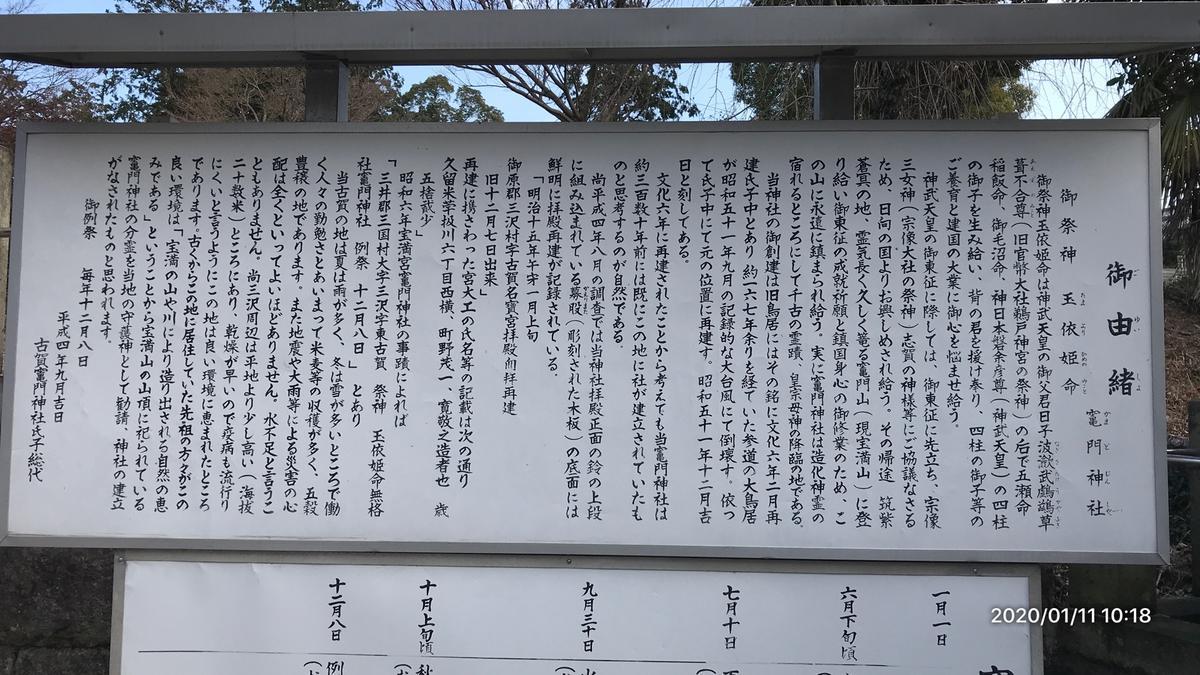 御由緒
竈門神社
御祭神 玉依姫命
御祭神玉依姫命は神武天皇の御父君日子波瀲武鸕鷀草
葺不合尊(旧官幣大社鵜戸神宮の祭神)の后で五瀬命
稲飯命、御毛沼命、神日本磐余彦尊(神武天皇)の四柱
の御子を生み給い、背の君を援け奉り、四柱の御子等の
ご養育と建国の大業に御心を悩ませ給う。
神武天皇の御東征に際しては、御東征に先立ち、宗像
三女神(宗像大社の祭神)志賀の神様等にご協議なさる
ため、日向の国よりお興しめされ給う。その帰途、筑紫
蒼冥の地 霊気長く久しく篭る竈門山(現宝満山)に登
り給い御東征の成就祈願と鎮国身心の御修業のため、こ
の山に永遠に鎮まられ給う。実に竈門神社は造化神霊の
宿れるところにして千古の霊蹟、皇宗母神の降臨の地である。
当神社の御創建は旧鳥居にはその銘に文化六年二月再
建氏子中とあり 約一六七年余りを経ていた参道の大鳥居
が昭和五十一年九月の記録的な大台風にて倒壊す。依っ
て氏子中にて元の位置に再建す。昭和五十一年十二月吉
日と刻してある。
文化六年に再建されたことから考えても当竈門神社は
約三百数十年前には既にこの地に社が建立されていたも
のと思考するのが自然である。
尚平成四年八月の調査では当神社拝殿正面の鈴の上段
に組み込まれている蟇股(彫刻された木板)の底面には
鮮明に拝殿再建が記録されている。
「明治十五年午才一月上旬
御原郡三沢村字古賀名寳宮拝殿而拝再建
旧十二月七日出来」
再建に携さわった宮大工の氏名等の記載は次の通り
久留米莘扱川六丁目西横、町野茂一 寛敬之造者也 歳
五捨貮少」
昭和六年宝満宮竈門神社の事蹟によれば
「三井郡三国村大字三沢字東古賀 祭神 玉依姫命無格
社竈門神社 例祭 十二月八日 」とあり
当古賀の地は夏は雨が多く、冬は雪が多いところで働
く人々の勤勉さとあいまって米麦等の収穫が多く、五穀
豊穣の地であります。また地震や大雨等による災害の心
配は全くといってよいほどありません。水不足と言うこ
ともありません。尚三沢周辺は平地より少し高い(海抜
二十数米)ところにあり、乾燥が早いので疫病も流行り
にくいと言うようにこの地は良い環境に恵まれたところ
であります。古くからこの地に居住していた先祖の方々がこの
良い環境は「宝満の山や川により造り出される自然の恵
みである」ということから宝満山の山頂に祀られている
竈門神社の分霊を当地の守護神として勧請、神社の建立
がなされたものと思われます。
御例祭 毎年十二月八日
平成四年九月吉日
古賀竈門神社氏子総代
一月一日
六月下旬頃
七月十日
九月三十日
十月上旬頃
秋
十二月八日
例
2020/01/11 10:18